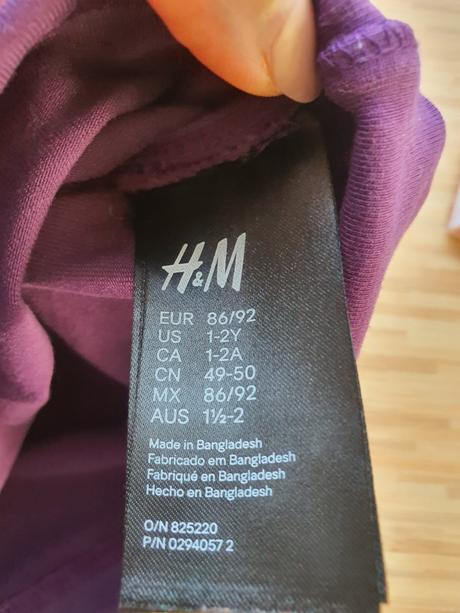 H&M
EUR 86/92
US 1-2Y
CA 1-2A
CN 49-50
MX 86/92
AUS 1½-2
Made in Bangladesh
Fabricado em Bangladesh
Fabriqué en Bangladesh
Hecho en Bangladesh
O/N 825220
P/N 0294057 2